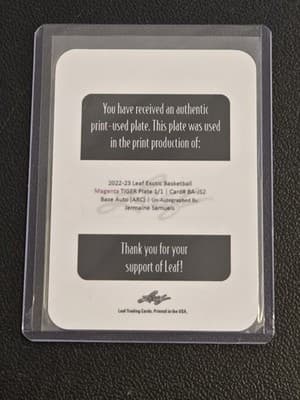 You have received an authentic
print-used plate. This plate was used
in the print production of:
2022-23 Leaf Exotic Basketball
Magenta TIGER Plate 1/1 | Card# BA-JS2
Base Auto (ARC) | Un-Autographed By:
Jermaine Samuels
Thank you for your
support of Leaf!
Leaf
Leaf Trading Cards. Printed in the USA.